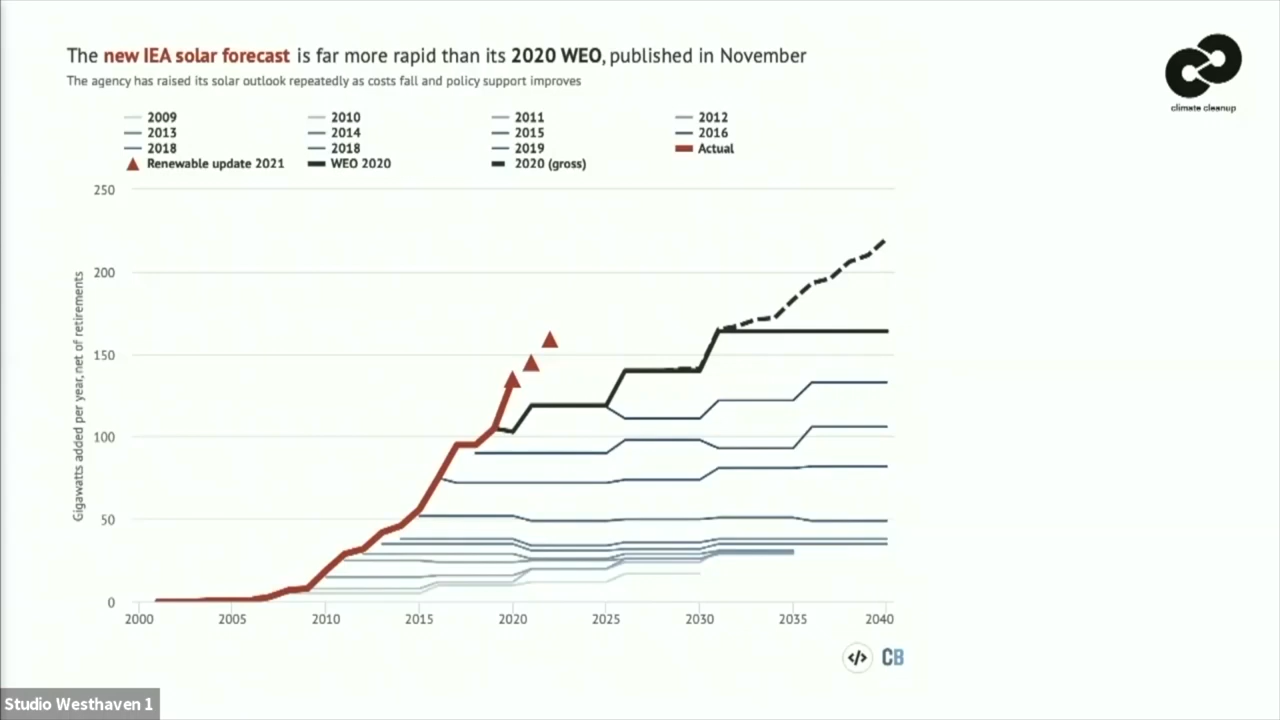 The new IEA solar forecast is far more rapid than its 2020 WEO, published in November
The agency has raised its solar outlook repeatedly as costs fall and policy support improves
climate cleanup
2009 2010 2011 2012
2013 2014 2015 2016
2018 2018 2019 Actual
Renewable update 2021 WEO 2020 2020 (gross)
Gigawatts added per year, net of retirements
250
200
150
100
50
0
2000 2005 2010 2015 2020 2025 2030 2035 2040
</> CB
Studio Westhaven 1